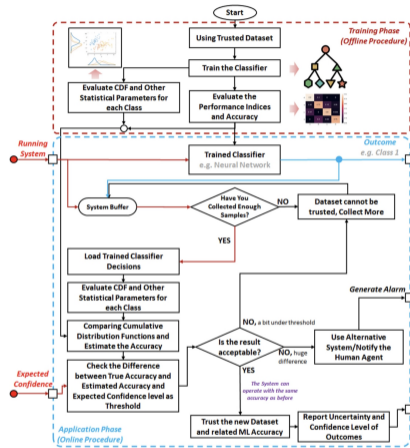 Start
Training Phase
(Offline Procedure)
Using Trusted Dataset
Train the Classifier
Evaluate CDF and Other
Statistical Parameters for
each Class
Evaluate the
Performance Indices
and Accuracy
Running
System
Trained Classifier
e.g. Neural Network
Outcome
e.g. Class 1
System Buffer
Have You
Collected Enough
Samples?
NO
Dataset cannot be
trusted, Collect More
YES
Load Trained Classifier
Decisions
Evaluate CDF and Other
Statistical Parameters for
each Class
Generate Alarm
Comparing Cumulative
Distribution Functions and
Estimate the Accuracy
NO, a bit under threshold
Is the result
acceptable?
NO, huge
difference
Use Alternative
System/Notify the
Human Agent
Check the Difference
between True Accuracy and
Estimated Accuracy and
Expected Confidence level as
Threshold
Expected
Confidence
YES
The System can
operate with the same
accuracy as before
Application Phase
(Online Procedure)
Trust the new Dataset
and related ML Accuracy
Report Uncertainty and
Confidence Level of
Outcomes